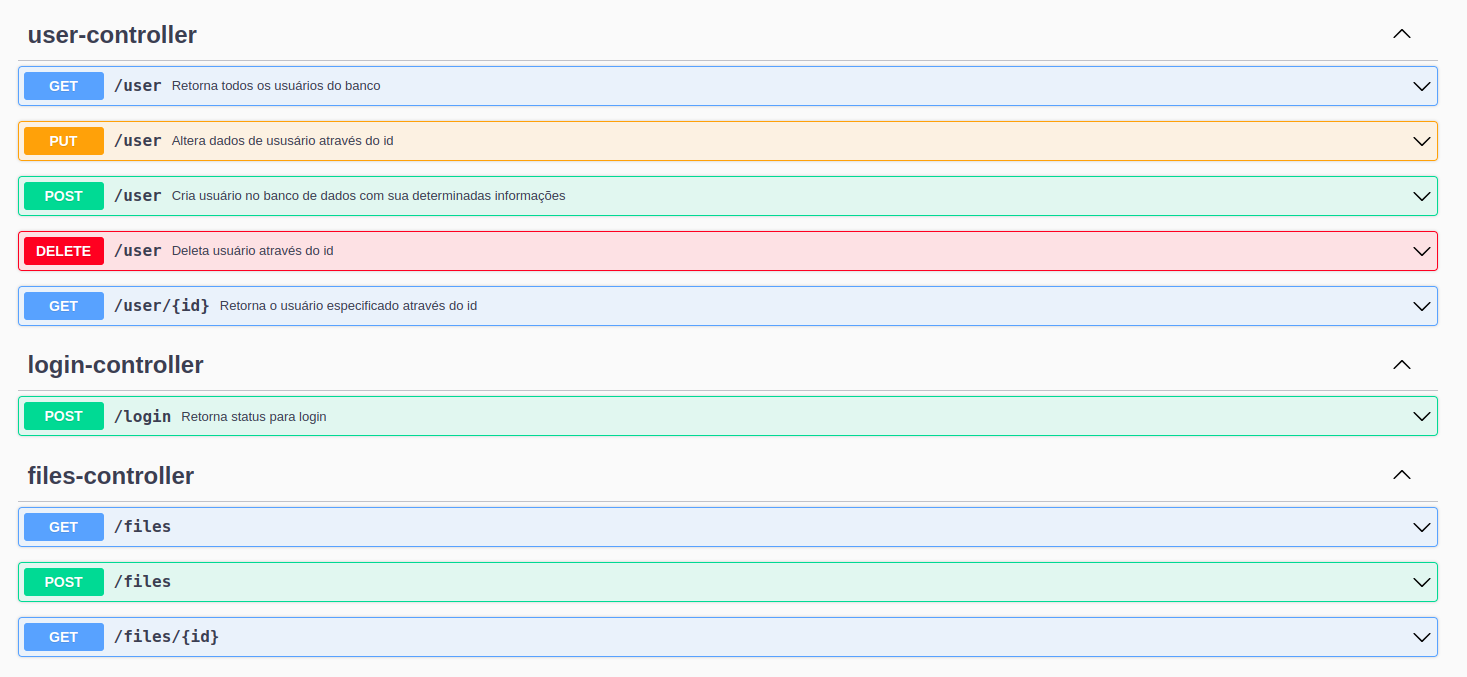 user-controller
GET /user Retorna todos os usuários do banco
PUT /user Altera dados de ususário através do id
POST /user Cria usuário no banco de dados com sua determinadas informações
DELETE /user Deleta usuário através do id
GET /user/{id} Retorna o usuário especificado através do id
login-controller
POST /login Retorna status para login
files-controller
GET /files
POST /files
GET /files/{id}